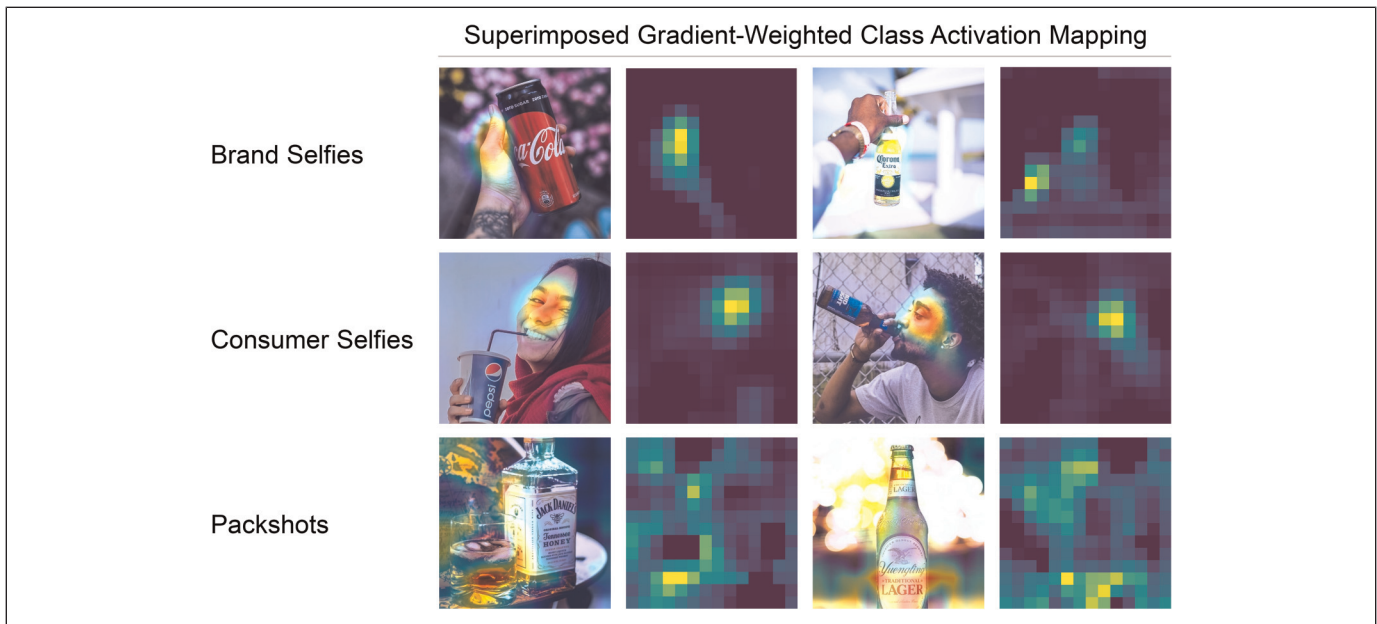 Superimposed Gradient-Weighted Class Activation Mapping
Brand Selfies
a-Cola
Corona
Extra
Consumer Selfies
pepsi
Packshots
JACK DANIEL'S
Tennessee
HONEY
LAGER
Yuengling
TRADITIONAL
LAGER